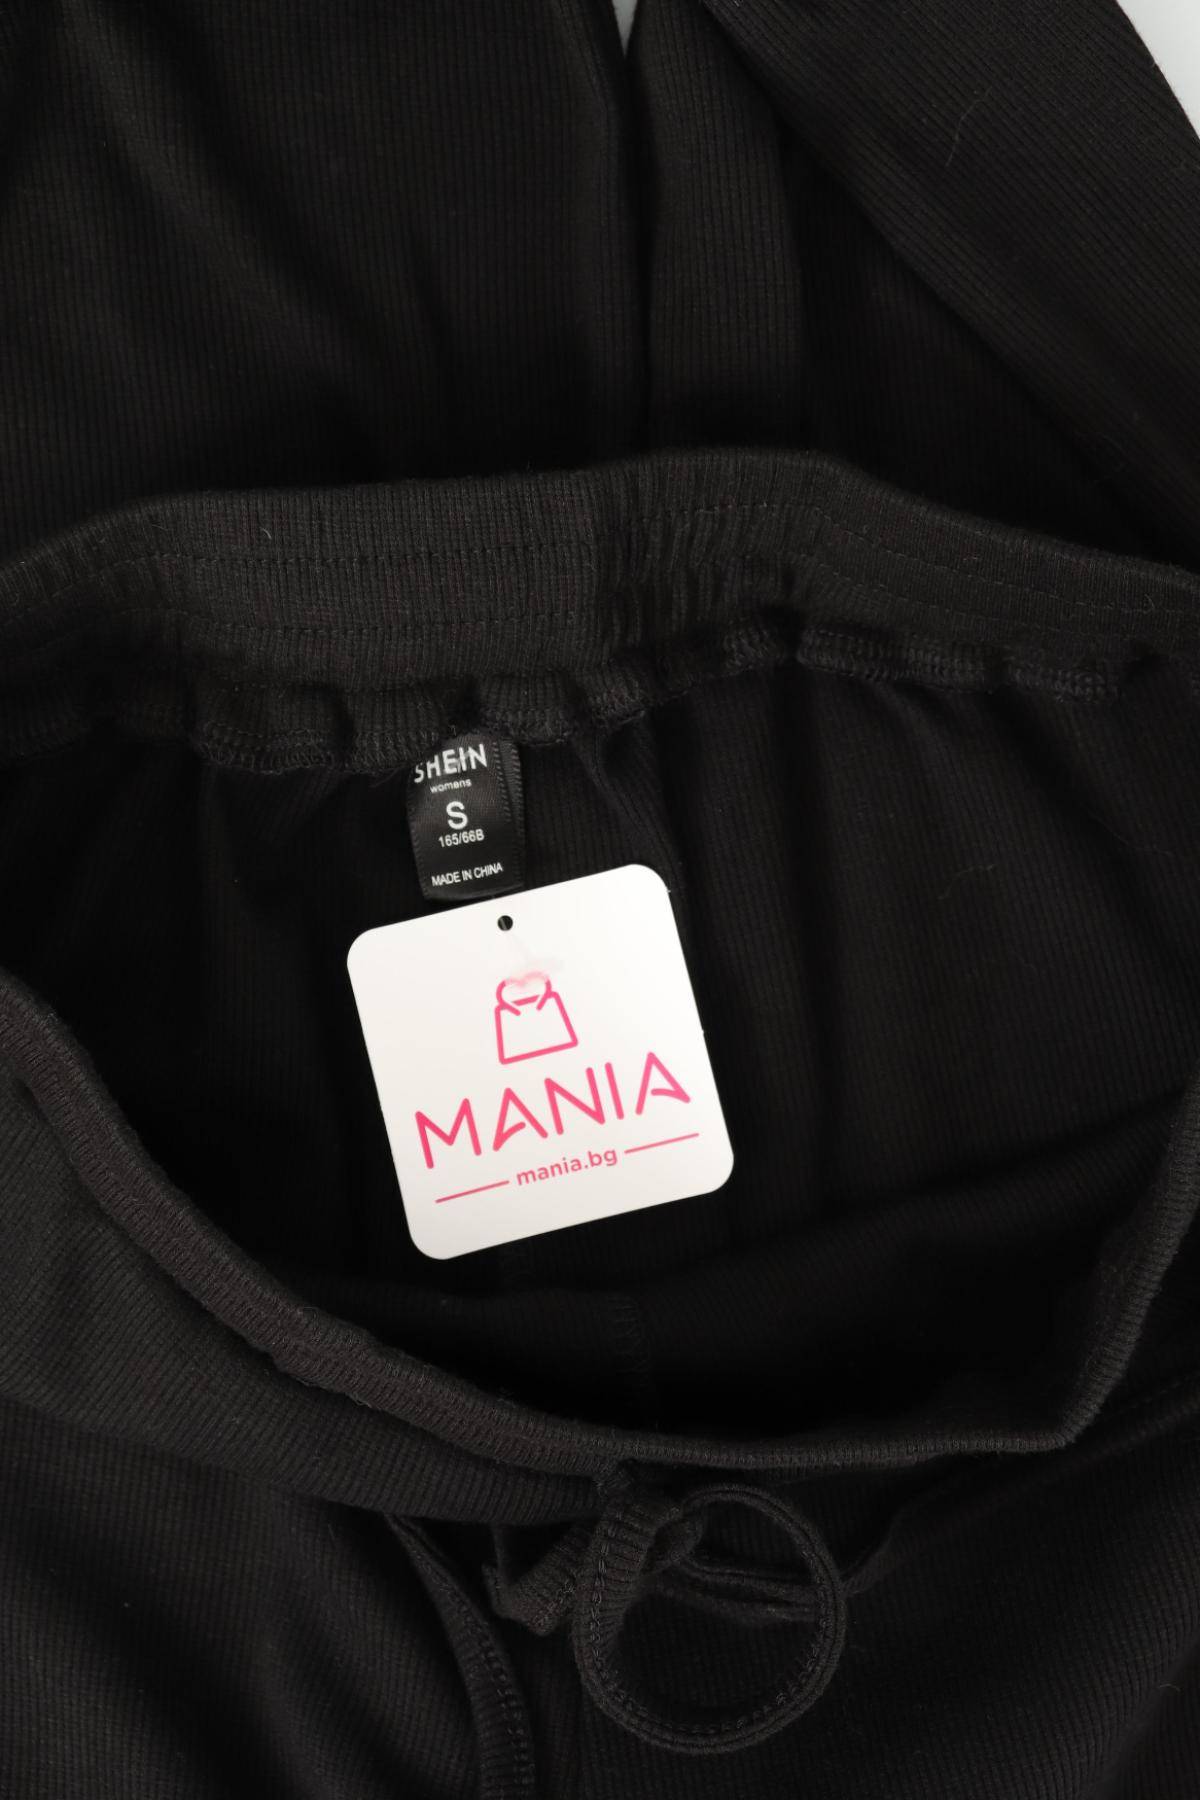 SHEIN
womens
S
165/66B
MADE IN CHINA
MANIA
mania.bg